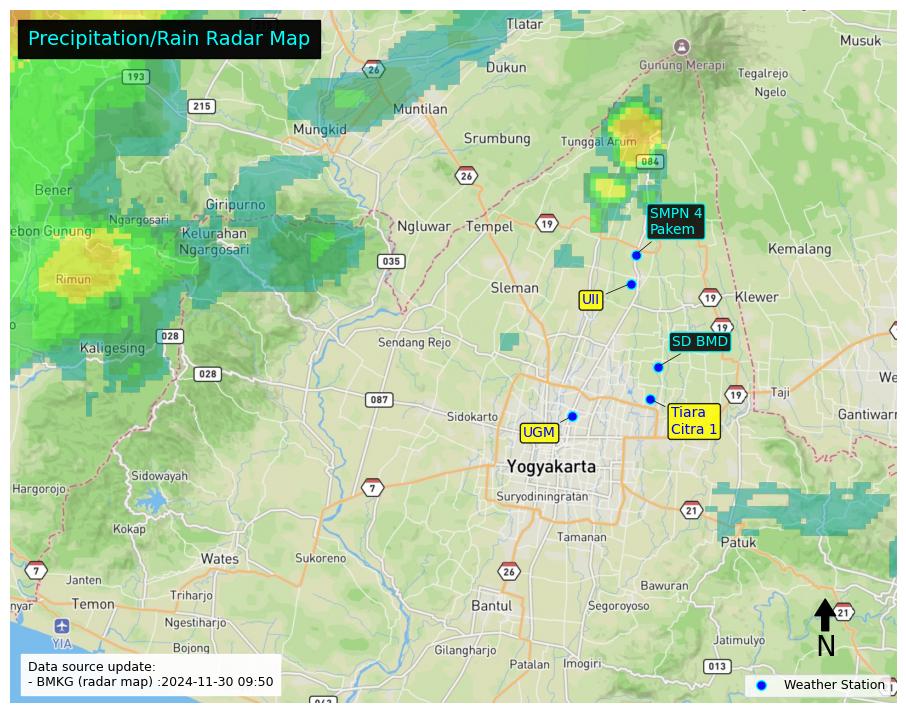 Precipitation/Rain Radar Map
Tlatar
Musuk
193
26
Dukun
Gunung Merapi
Tegalrejo
215
Muntilan
Ngelo
Mungkid
Srumbung
Tunggal Arum
084
26
Bener
Giripurno
Ngargosari
SMPN 4
Pakem
ebon Gunung
Kelurahan
Ngargosari
Ngluwar
Tempel
19
Kemalang
035
Rimun
Sleman
UII
19
Klewer
19
028
Sendang Rejo
SD BMD
Kaligesing
028
We
087
19
Taji
Sidokarto
Tiara
Citra 1
Gantiwarn
UGM
Yogyakarta
Sidowayah
Hargorojo
7
Suryodiningratan
21
Kokap
Tamanan
Patuk
Wates
Sukoreno
7
26
Janten
Bawuran
Triharjo
nyar
Temon
Bantul
Segoroyoso
21
Ngestiharjo
YIA
N
Bojong
Gilangharjo
Jatimulyo
Patalan
Imogiri
013
Data source update:
- BMKG (radar map) :2024-11-30 09:50
Weather Station